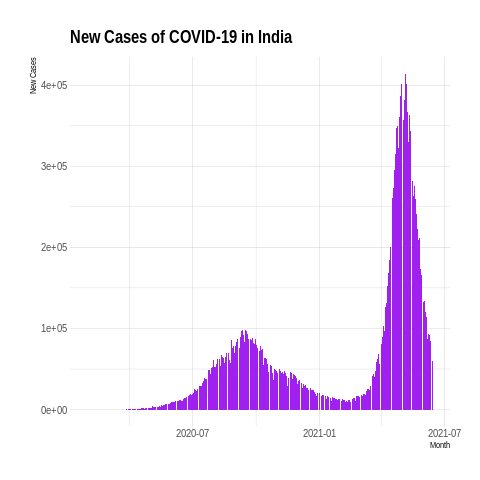 New Cases of COVID-19 in India
New Cases
4e+05
3e+05
2e+05
1e+05
0e+00
2020-07
2021-01
2021-07
Month